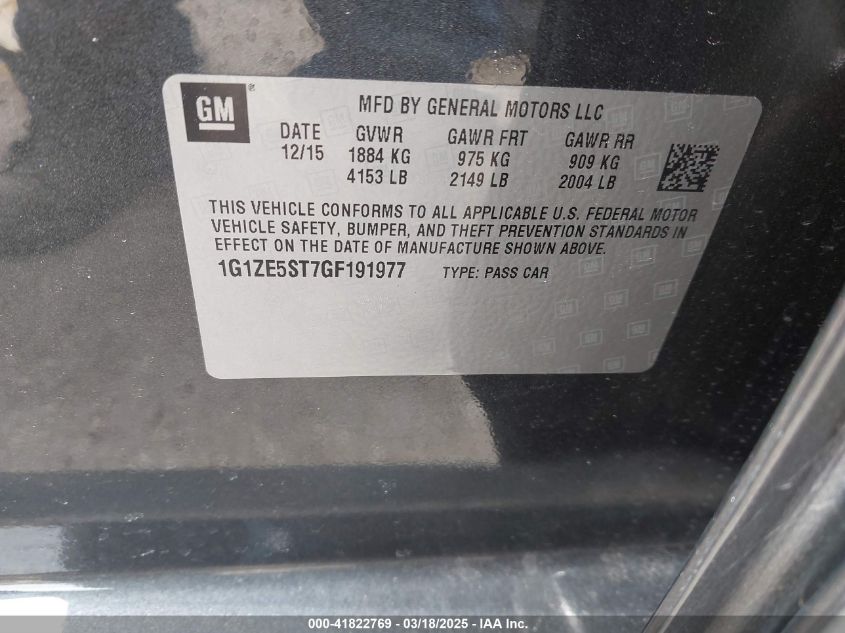 GM ®
MFD BY GENERAL MOTORS LLC
DATE GVWR GAWR FRT GAWR RR
12/15 1884 KG 975 KG 909 KG
4153 LB 2149 LB 2004 LB
THIS VEHICLE CONFORMS TO ALL APPLICABLE U.S. FEDERAL MOTOR
VEHICLE SAFETY, BUMPER, AND THEFT PREVENTION STANDARDS IN
EFFECT ON THE DATE OF MANUFACTURE SHOWN ABOVE.
1G1ZE5ST7GF191977 TYPE: PASS CAR
000-41822769 - 03/18/2025 - IAA Inc.